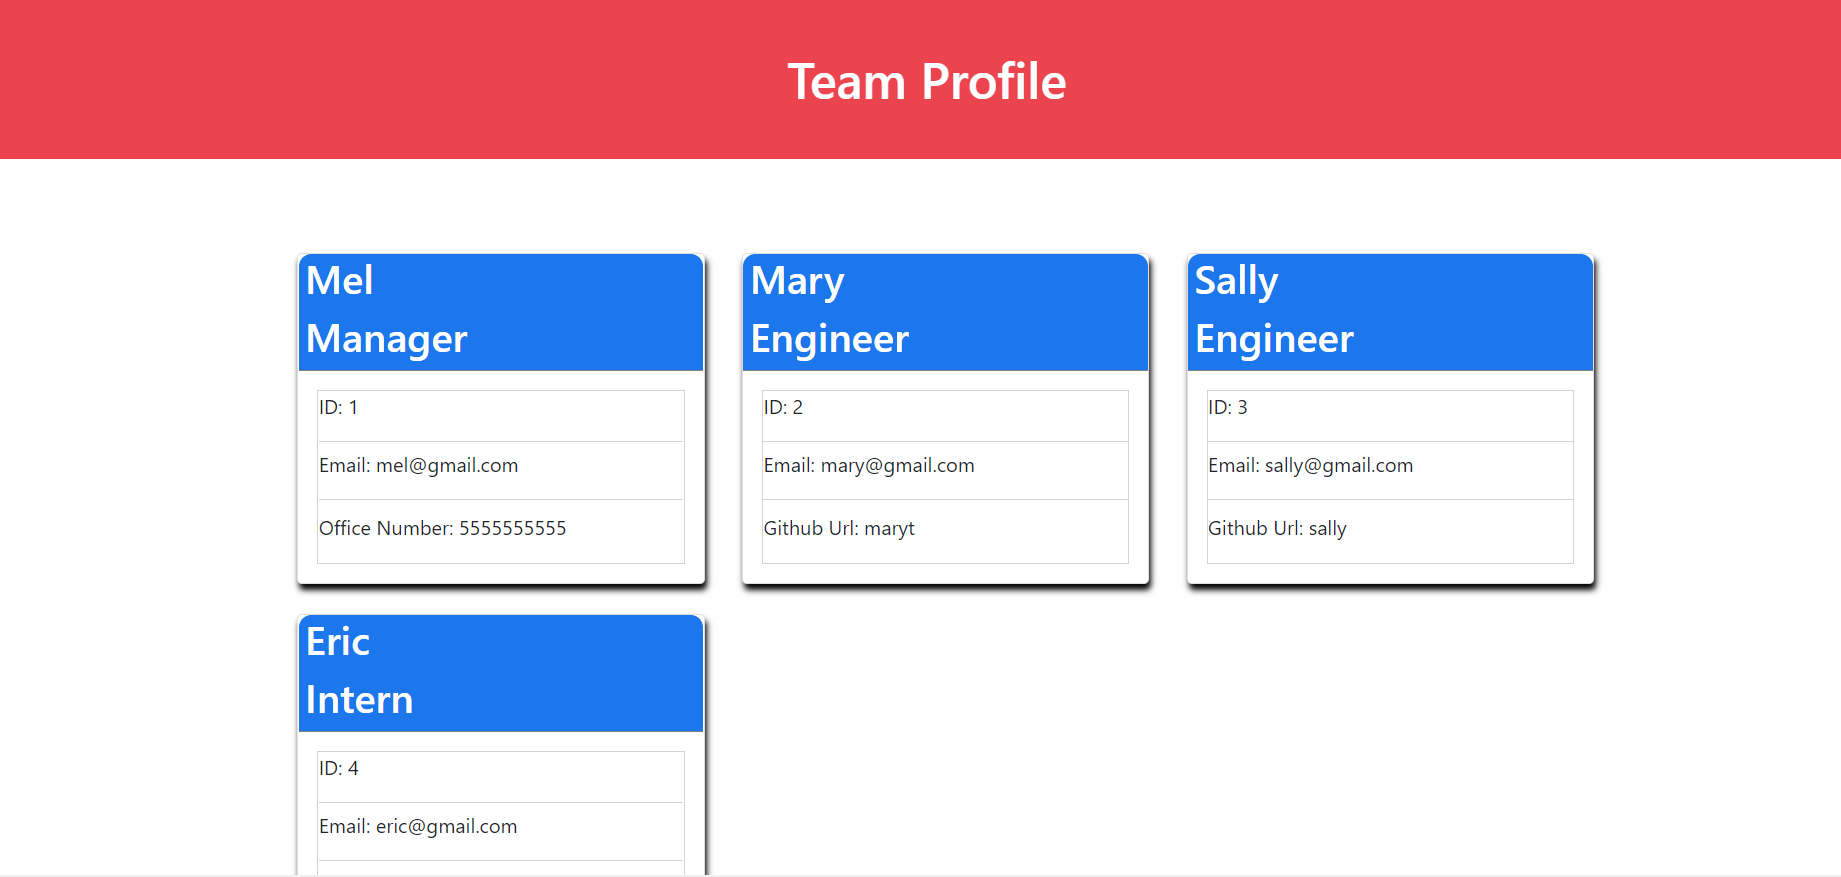 Team Profile
Mel
Manager
ID: 1
Email: mel@gmail.com
Office Number: 5555555555
Mary
Engineer
ID: 2
Email: mary@gmail.com
Github Url: maryt
Sally
Engineer
ID: 3
Email: sally@gmail.com
Github Url: sally
Eric
Intern
ID: 4
Email: eric@gmail.com